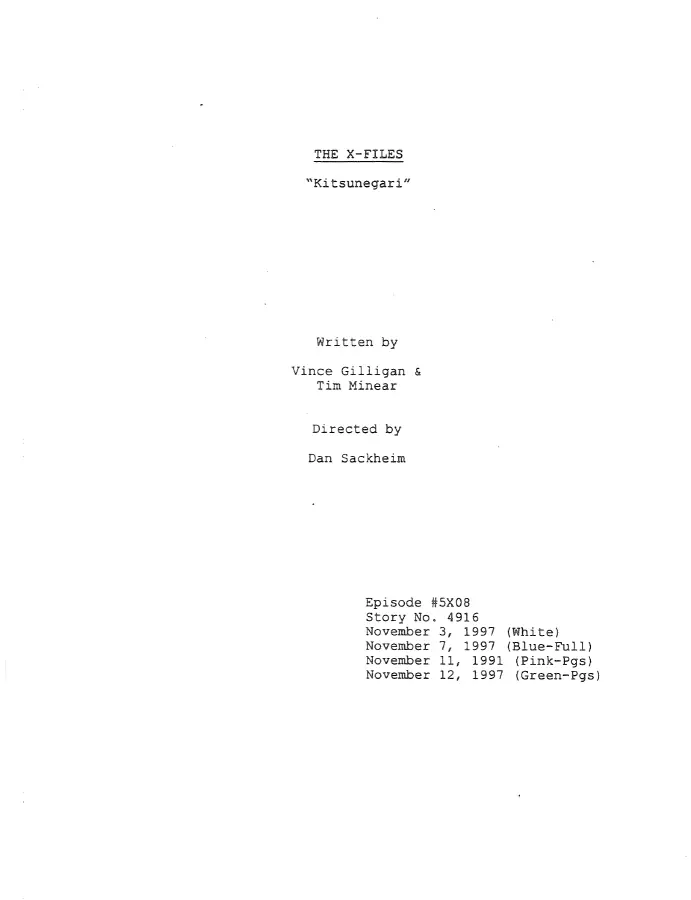 THE X-FILES
"Kitsunegari"
Written by
Vince Gilligan &
Tim Minear
Directed by
Dan Sackheim
Episode #5X08
Story No. 4916
November 3, 1997 (White)
November 7, 1997 (Blue-Full)
November 11, 1991 (Pink-Pgs)
November 12, 1997 (Green-Pgs)